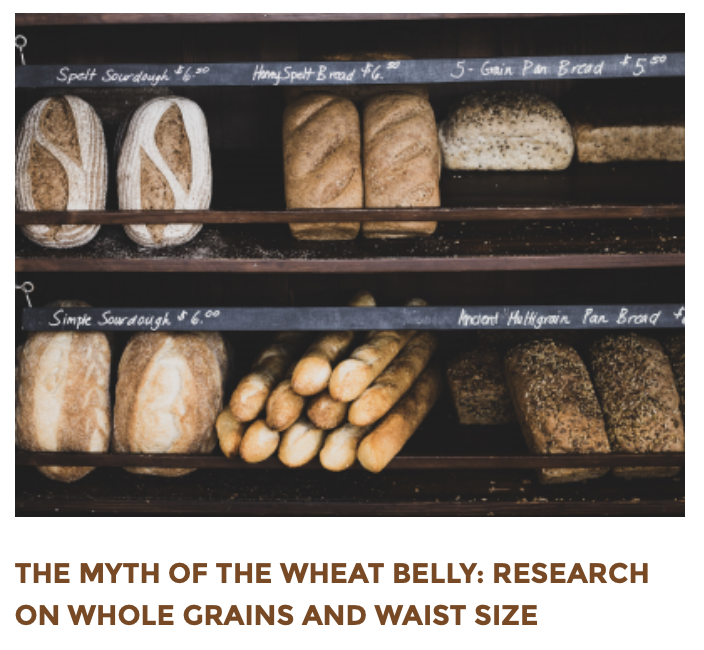 Spelt Sourdough $6.50
Honey Spelt Bread $6.50
5-Grain Pan Bread $5.50
Simple Sourdough $6.00
Ancient Multigrain Pan Bread $
THE MYTH OF THE WHEAT BELLY: RESEARCH
ON WHOLE GRAINS AND WAIST SIZE